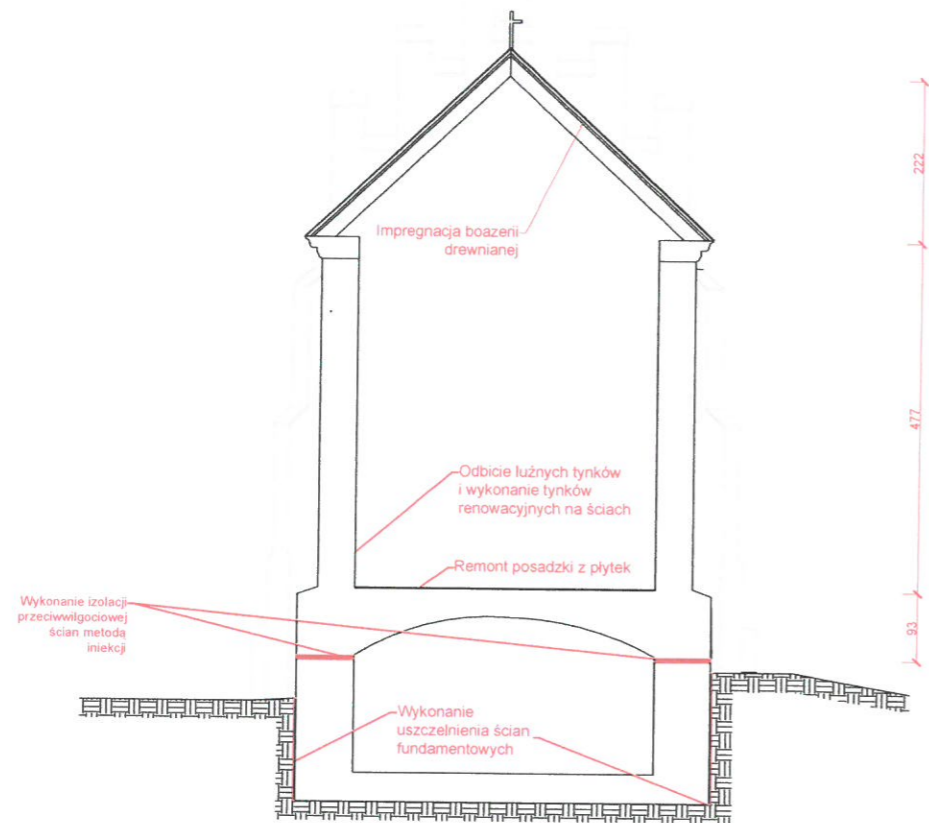 222
Impregnacja boazerii
drewnianej
477
Odbicie luźnych tynków
i wykonanie tynków
renowacyjnych na ściach
Remont posadzki z płytek
Wykonanie izolacji
przeciwwilgociowej
ścian metodą
iniekcji
93
Wykonanie
uszczelnienia ścian
fundamentowych